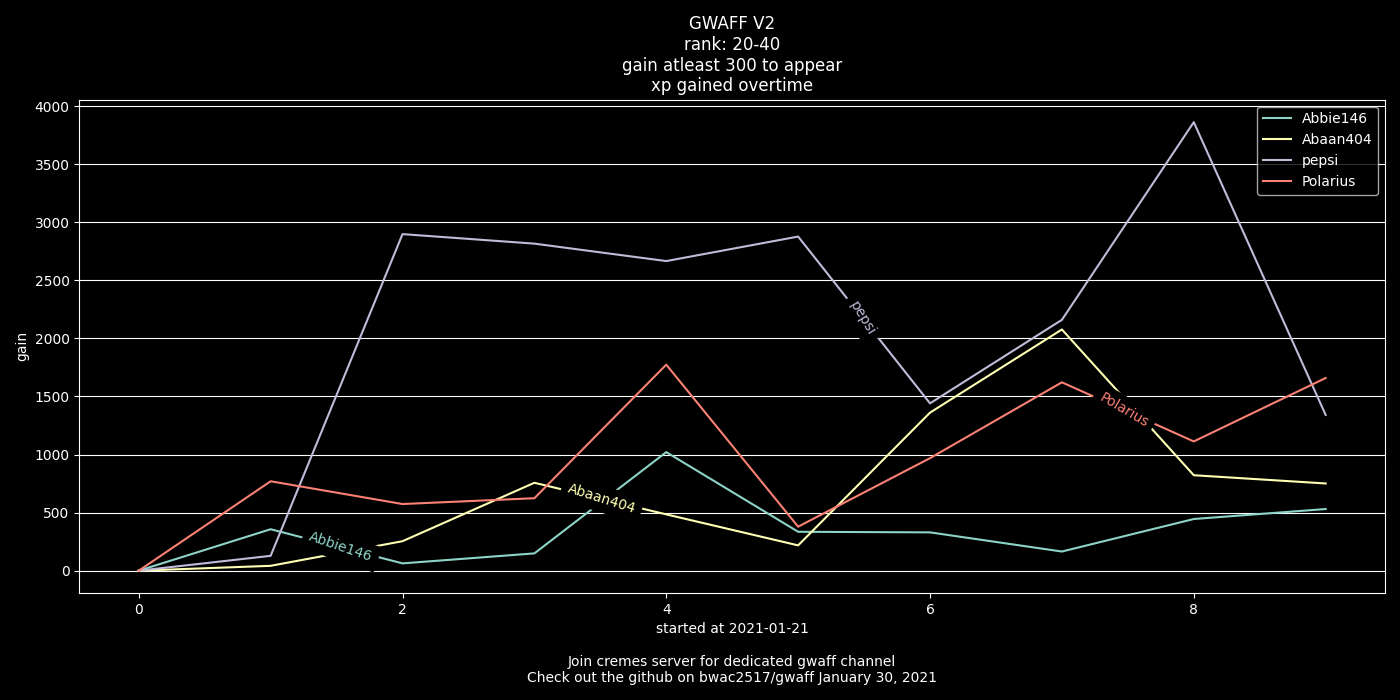 GWAFF V2
rank: 20-40
gain atleast 300 to appear
xp gained overtime
4000
3500
3000
2500
2000
1500
1000
500
0
gain
Abbie146
Abaan404
pepsi
Polarius
pepsi
Polarius
Abaan404
Abbie146
0
2
4
6
8
started at 2021-01-21
Join cremes server for dedicated gwaff channel
Check out the github on bwac2517/gwaff January 30, 2021